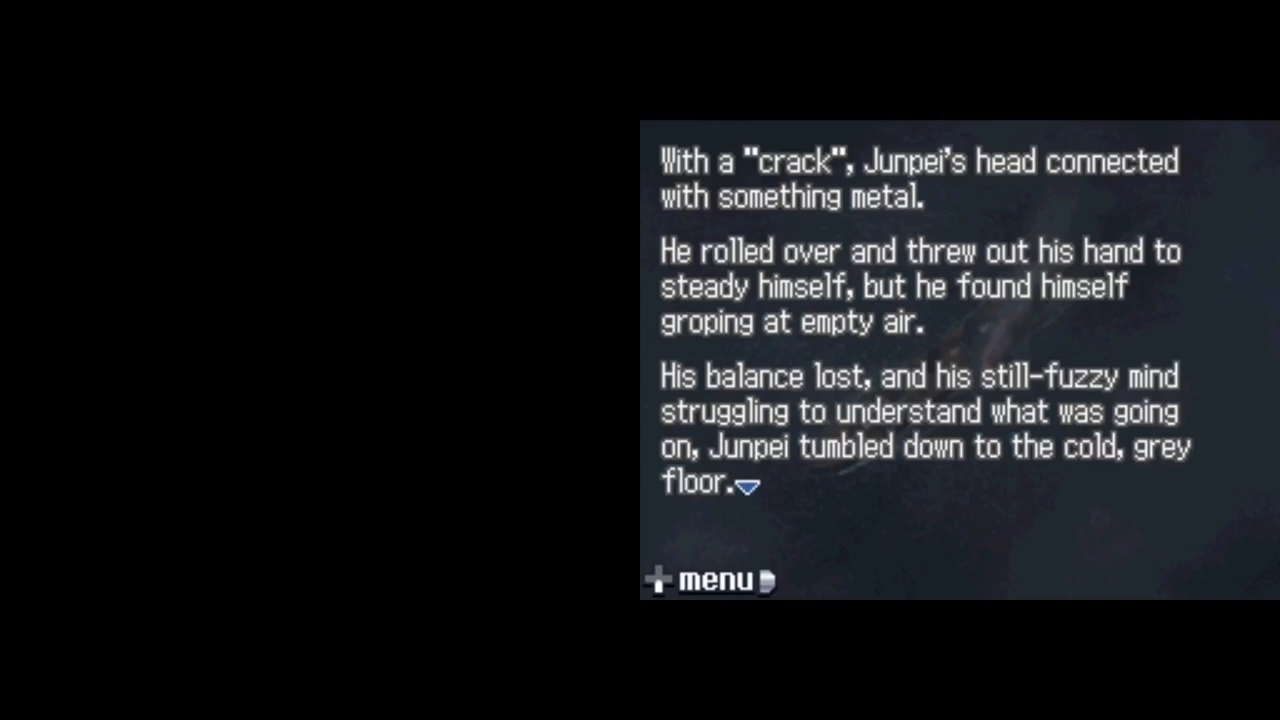 With a "crack", Junpei's head connected
with something metal.
He rolled over and threw out his hand to
steady himself, but he found himself
groping at empty air.
His balance lost, and his still-fuzzy mind
struggling to understand what was going
on, Junpei tumbled down to the cold, grey
floor.
menu